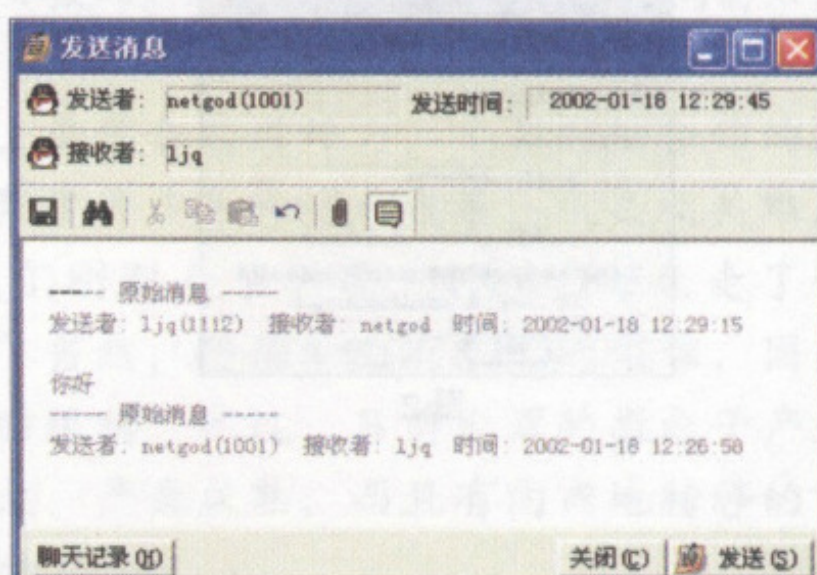 发送消息
发送者: netgod(1001) 发送时间: 2002-01-18 12:29:45
接收者: ljq
----- 原始消息 -----
发送者: ljq(1112) 接收者: netgod 时间: 2002-01-18 12:29:15
你好
----- 原始消息 -----
发送者: netgod(1001) 接收者: ljq 时间: 2002-01-18 12:26:58
聊天记录(H) 关闭(C) 发送(S)